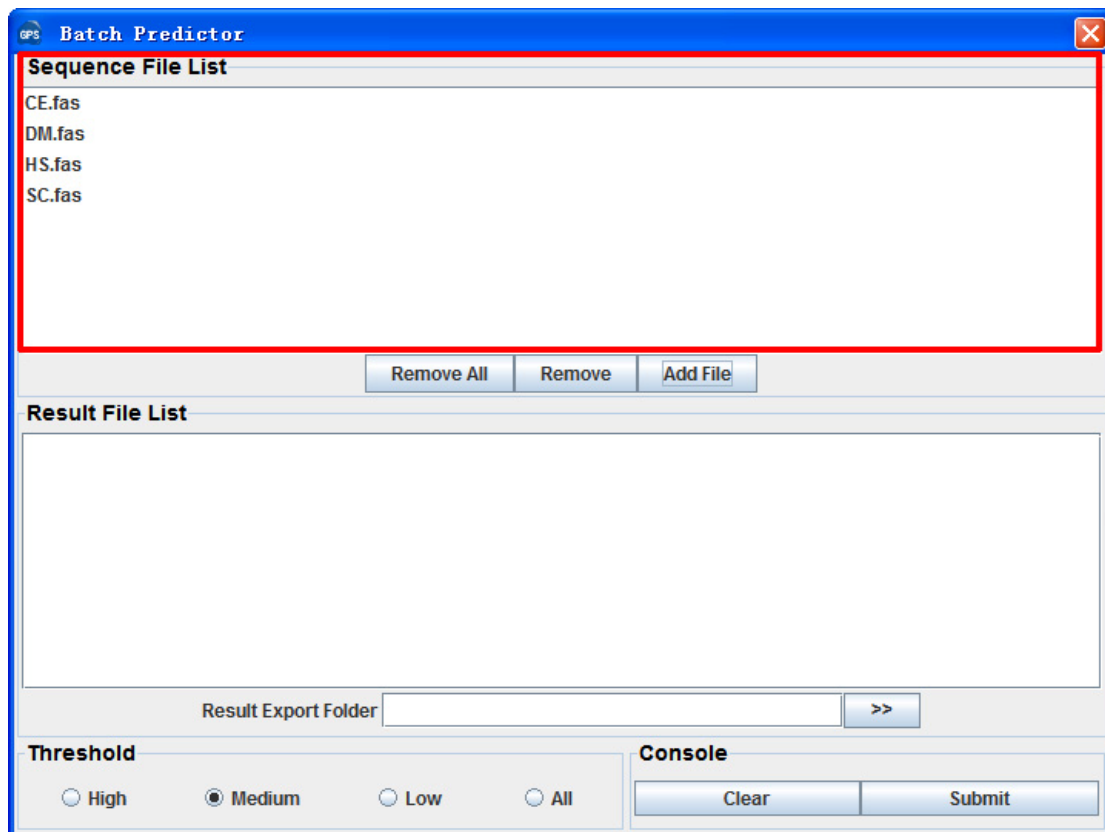 GPS Batch Predictor
Sequence File List
CE.fas
DM.fas
HS.fas
SC.fas
Remove All Remove Add File
Result File List
Result Export Folder >>
Threshold Console
High Medium Low All Clear Submit